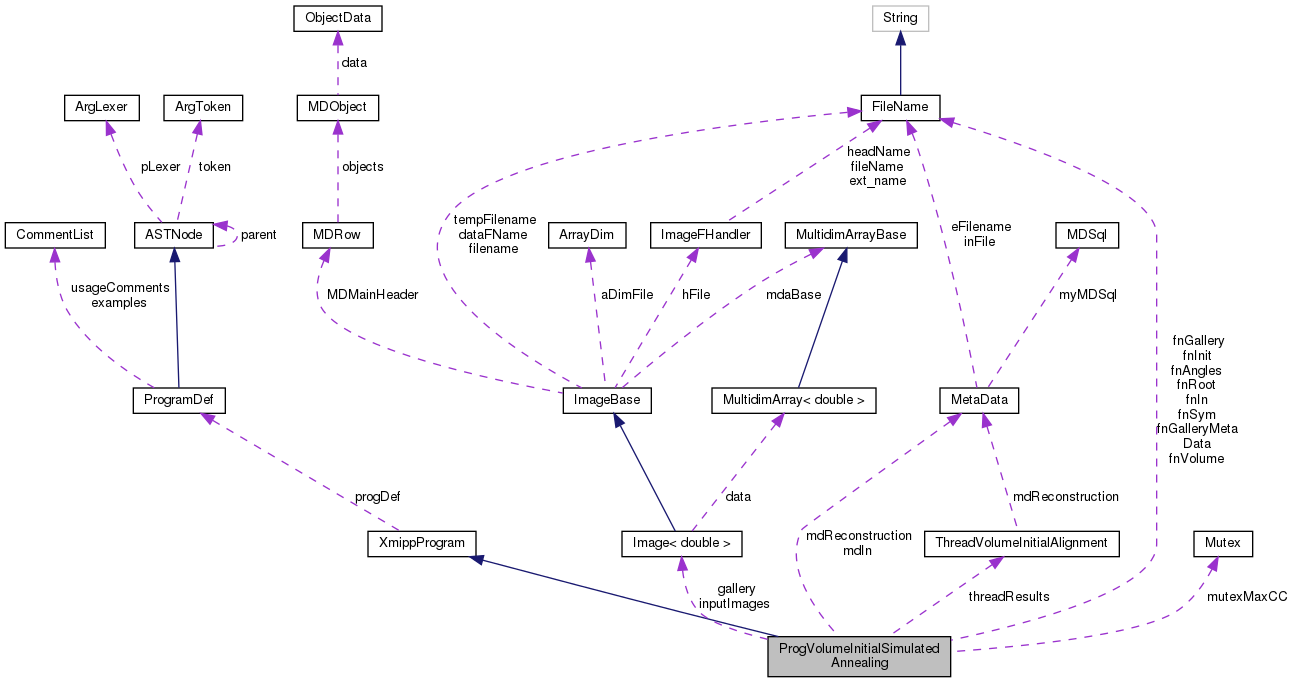 ObjectData
String
data
ArgLexer
ArgToken
MDObject
FileName
pLexer
token
objects
headName
fileName
ext_name
CommentList
ASTNode
parent
MDRow
tempFilename
dataFName
filename
ArrayDim
ImageFHandler
MultidimArrayBase
eFilename
inFile
MDSql
usageComments
examples
MDMainHeader
aDimFile
hFile
mdaBase
myMDSql
fnGallery
fnInit
fnAngles
fnRoot
fnIn
fnSym
fnGalleryMeta
Data
fnVolume
ProgramDef
ImageBase
MultidimArray< double >
MetaData
progDef
data
mdReconstruction
XmippProgram
Image< double >
mdReconstruction
mdIn
ThreadVolumeInitialAlignment
Mutex
gallery
inputImages
threadResults
mutexMaxCC
ProgVolumeInitialSimulated
Annealing